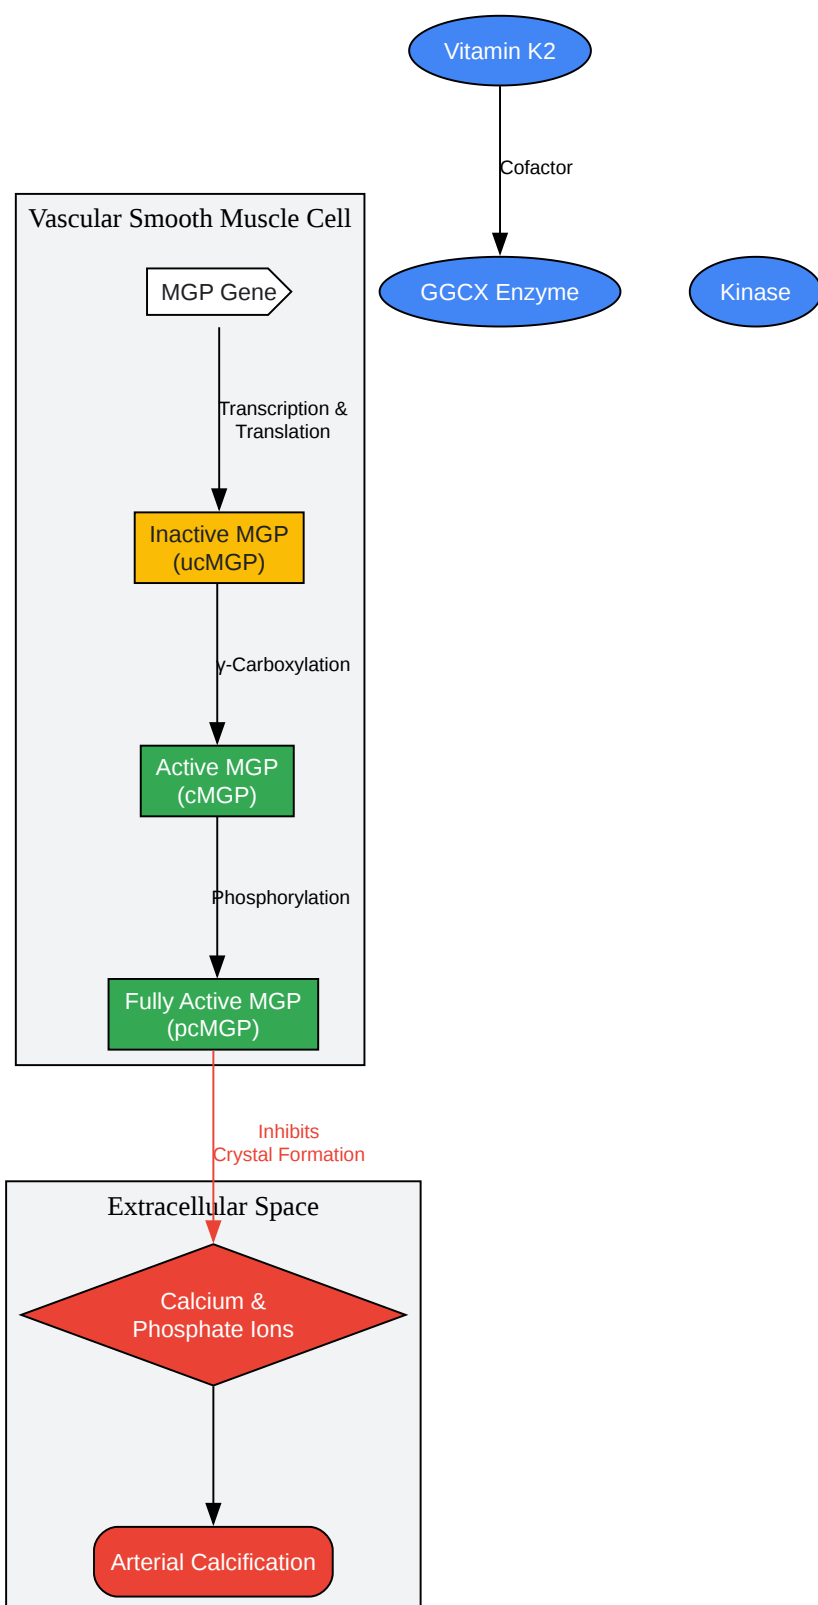 Vitamin K2
Cofactor
Vascular Smooth Muscle Cell
MGP Gene
GGCX Enzyme
Kinase
Transcription &
Translation
Inactive MGP
(ucMGP)
γ-Carboxylation
Active MGP
(cMGP)
Phosphorylation
Fully Active MGP
(pcMGP)
Inhibits
Crystal Formation
Extracellular Space
Calcium &
Phosphate Ions
Arterial Calcification